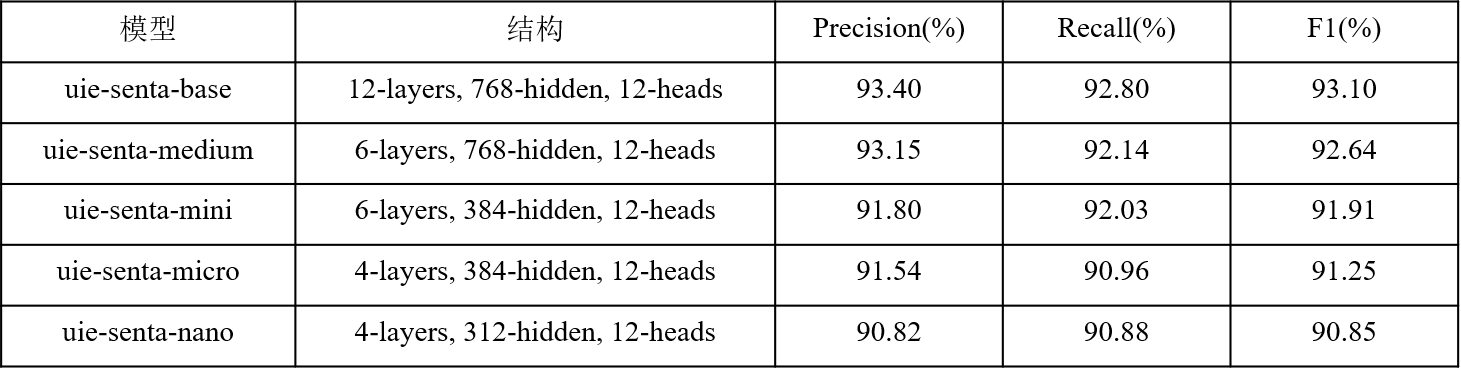 模型 结构 Precision(%) Recall(%) F1(%)
uie-senta-base 12-layers, 768-hidden, 12-heads 93.40 92.80 93.10
uie-senta-medium 6-layers, 768-hidden, 12-heads 93.15 92.14 92.64
uie-senta-mini 6-layers, 384-hidden, 12-heads 91.80 92.03 91.91
uie-senta-micro 4-layers, 384-hidden, 12-heads 91.54 90.96 91.25
uie-senta-nano 4-layers, 312-hidden, 12-heads 90.82 90.88 90.85